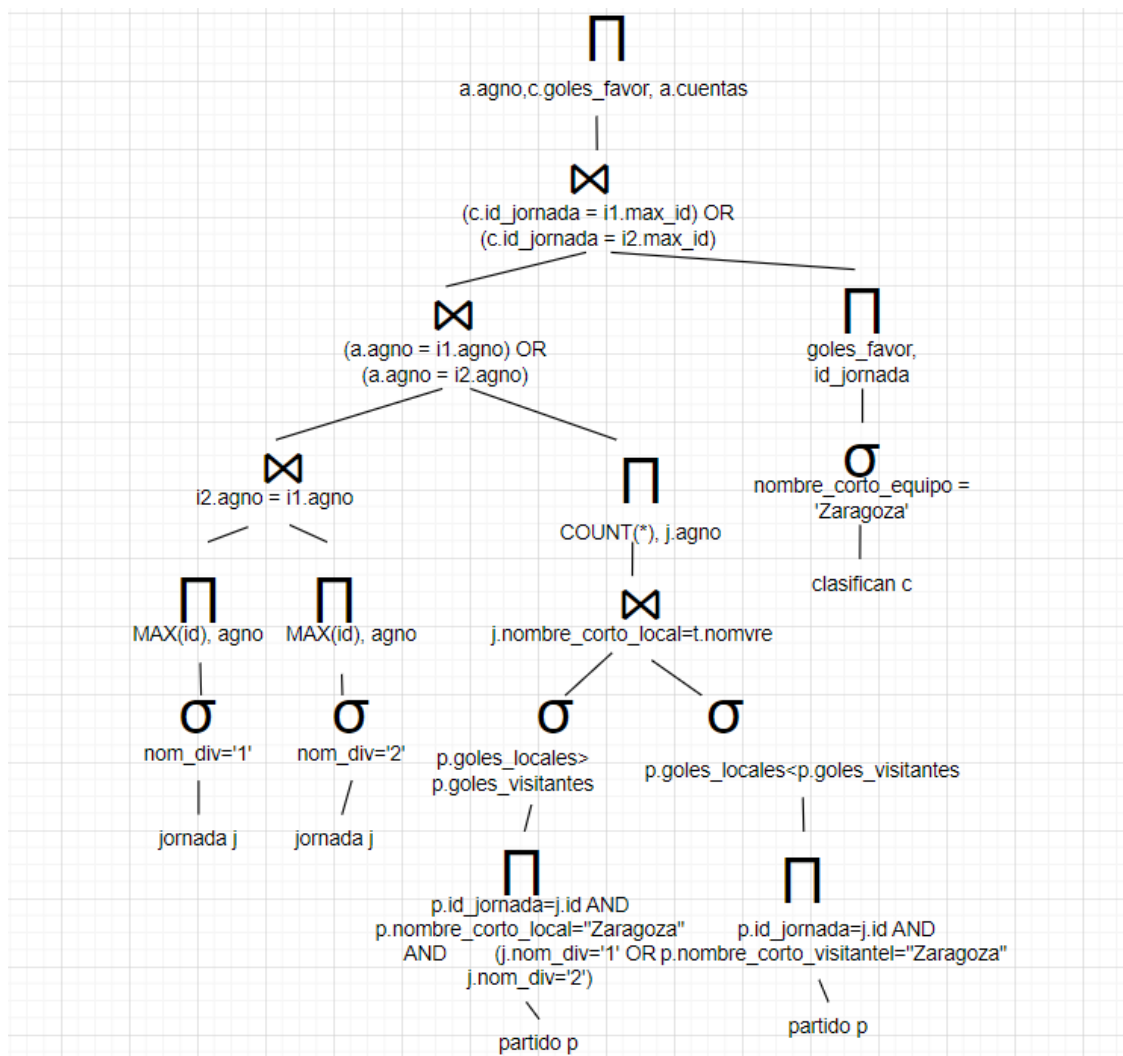 ∏
a.agno,c.goles_favor, a.cuentas
⋈
(c.id_jornada = i1.max_id) OR
(c.id_jornada = i2.max_id)
⋈
(a.agno = i1.agno) OR
(a.agno = i2.agno)
∏
goles_favor,
id_jornada
⋈
i2.agno = i1.agno
∏
COUNT(*), j.agno
σ
nombre_corto_equipo =
'Zaragoza'
clasifican c
∏
MAX(id), agno
∏
MAX(id), agno
⋈
j.nombre_corto_local=t.nomvre
σ
nom_div='1'
jornada j
σ
nom_div='2'
jornada j
σ
p.goles_locales>
p.goles_visitantes
σ
p.goles_locales<p.goles_visitantes
∏
p.id_jornada=j.id AND
p.nombre_corto_local="Zaragoza"
AND (j.nom_div='1' OR
j.nom_div='2')
partido p
∏
p.id_jornada=j.id AND
p.nombre_corto_visitantel="Zaragoza"
partido p